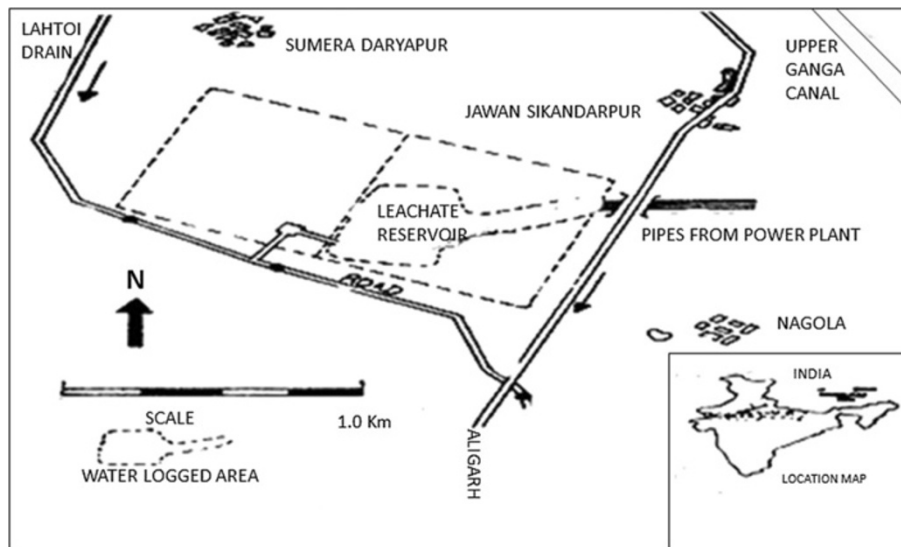 LAHTOI
DRAIN
SUMERA DARYAPUR
UPPER
GANGA
CANAL
JAWAN SIKANDARPUR
LEACHATE
RESERVOIR
PIPES FROM POWER PLANT
ROAD
N
NAGOLA
1.0 Km
SCALE
WATER LOGGED AREA
ALIGARH
INDIA
LOCATION MAP